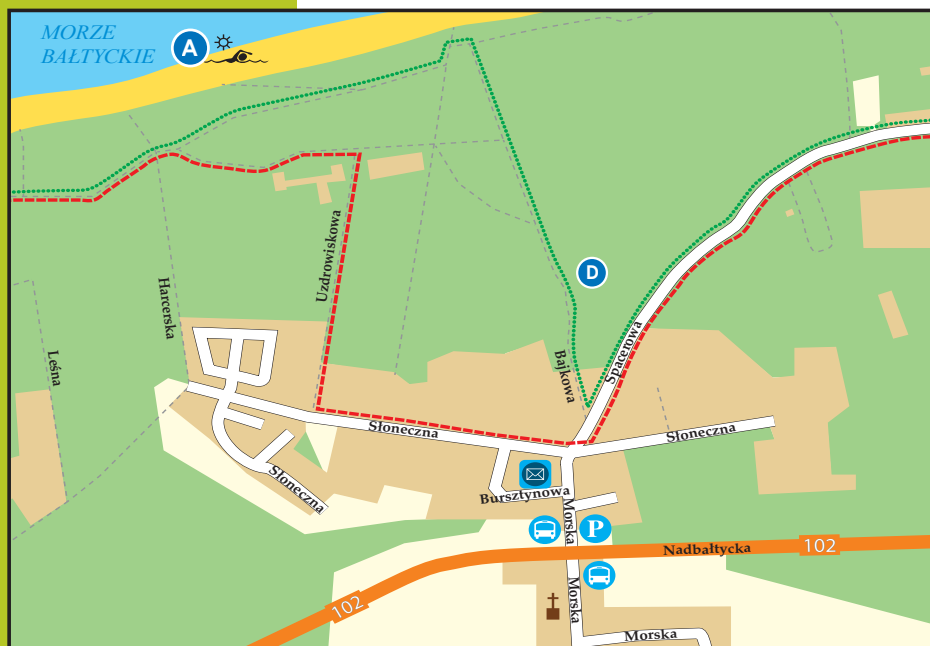 MORZE
BAŁTYCKIE
A
D
Uzdrowiskowa
Harcerska
Leśna
Bajkowa
Spacerowa
Słoneczna
Słoneczna
Słoneczna
Bursztynowa
Morska
P
Nadbałtycka
102
102
Morska
Morska